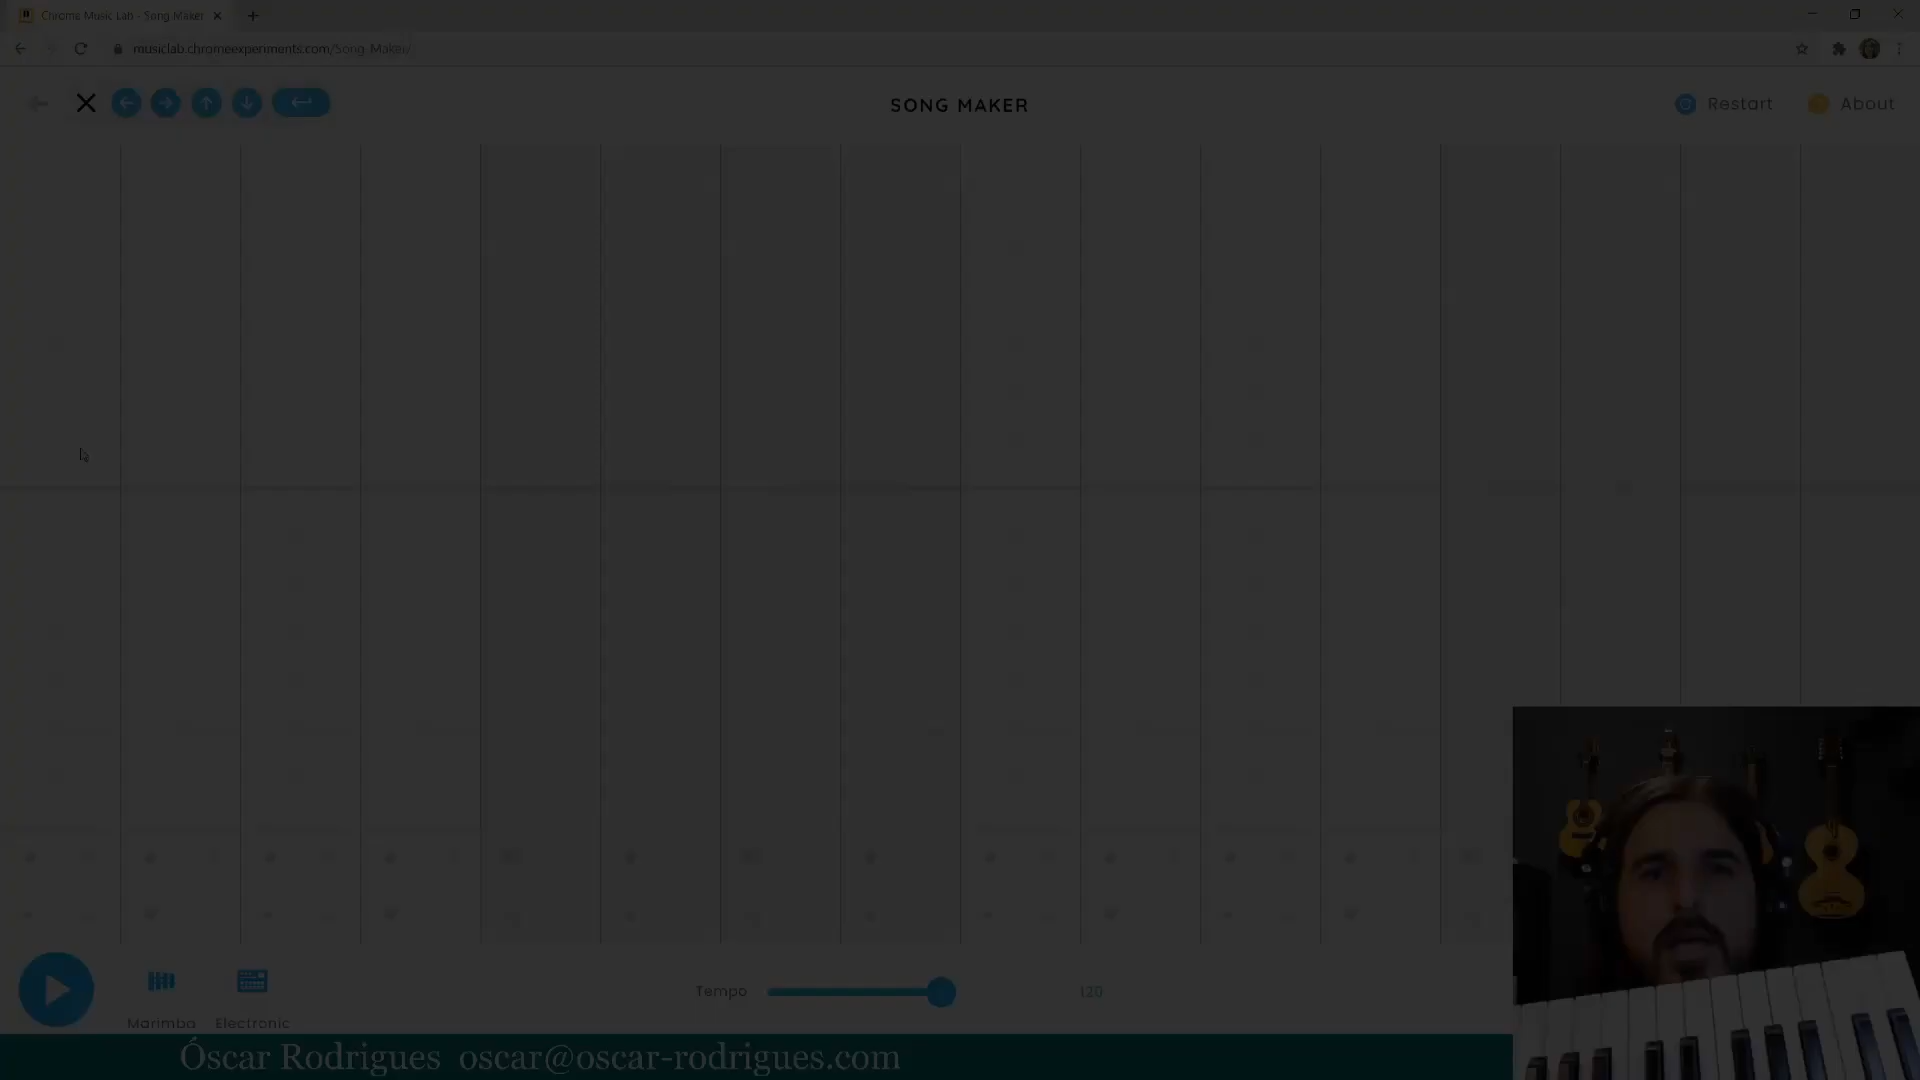 Chrome Music Lab - Song Maker
musiclab.chromeexperiments.com/Song-Maker/
SONG MAKER
Restart
About
Marimba
Electronic
Tempo
120
Óscar Rodrigues oscar@oscar-rodrigues.com